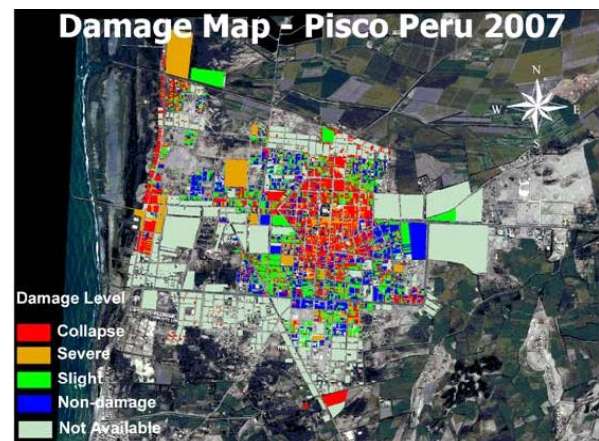 Damage Map - Pisco Peru 2007
N
W E
S
Damage Level
Collapse
Severe
Slight
Non-damage
Not Available